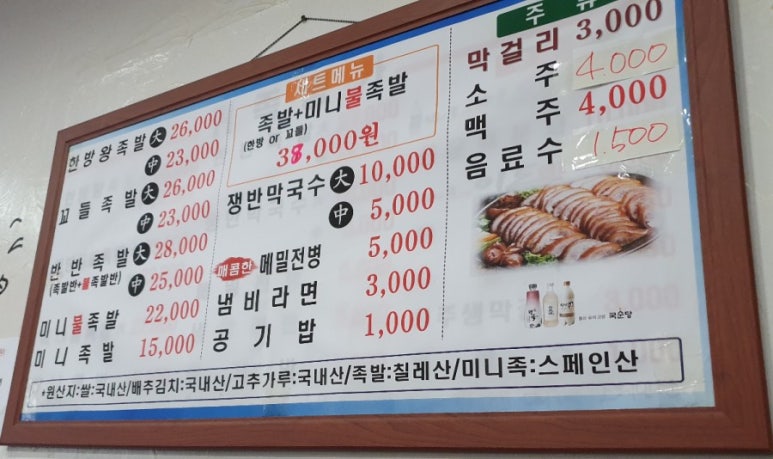 한방왕족발 大 26,000
中 23,000
꼬들족발 大 26,000
中 23,000
반반족발 大 28,000
(족발반+불족발반) 中 25,000
미니불족발 22,000
미니족발 15,000
세트메뉴
족발+미니불족발
(한방 or 꼬들)
38,000원
쟁반막국수 大 10,000
中 5,000
매콤한 메밀전병 5,000
냄비라면 3,000
공기밥 1,000
주류
막걸리 3,000
소주 4.000
맥주 4,000
음료수 1.500
국순당
*원산지:쌀:국내산/배추김치:국내산/고추가루:국내산/족발:칠레산/미니족:스페인산